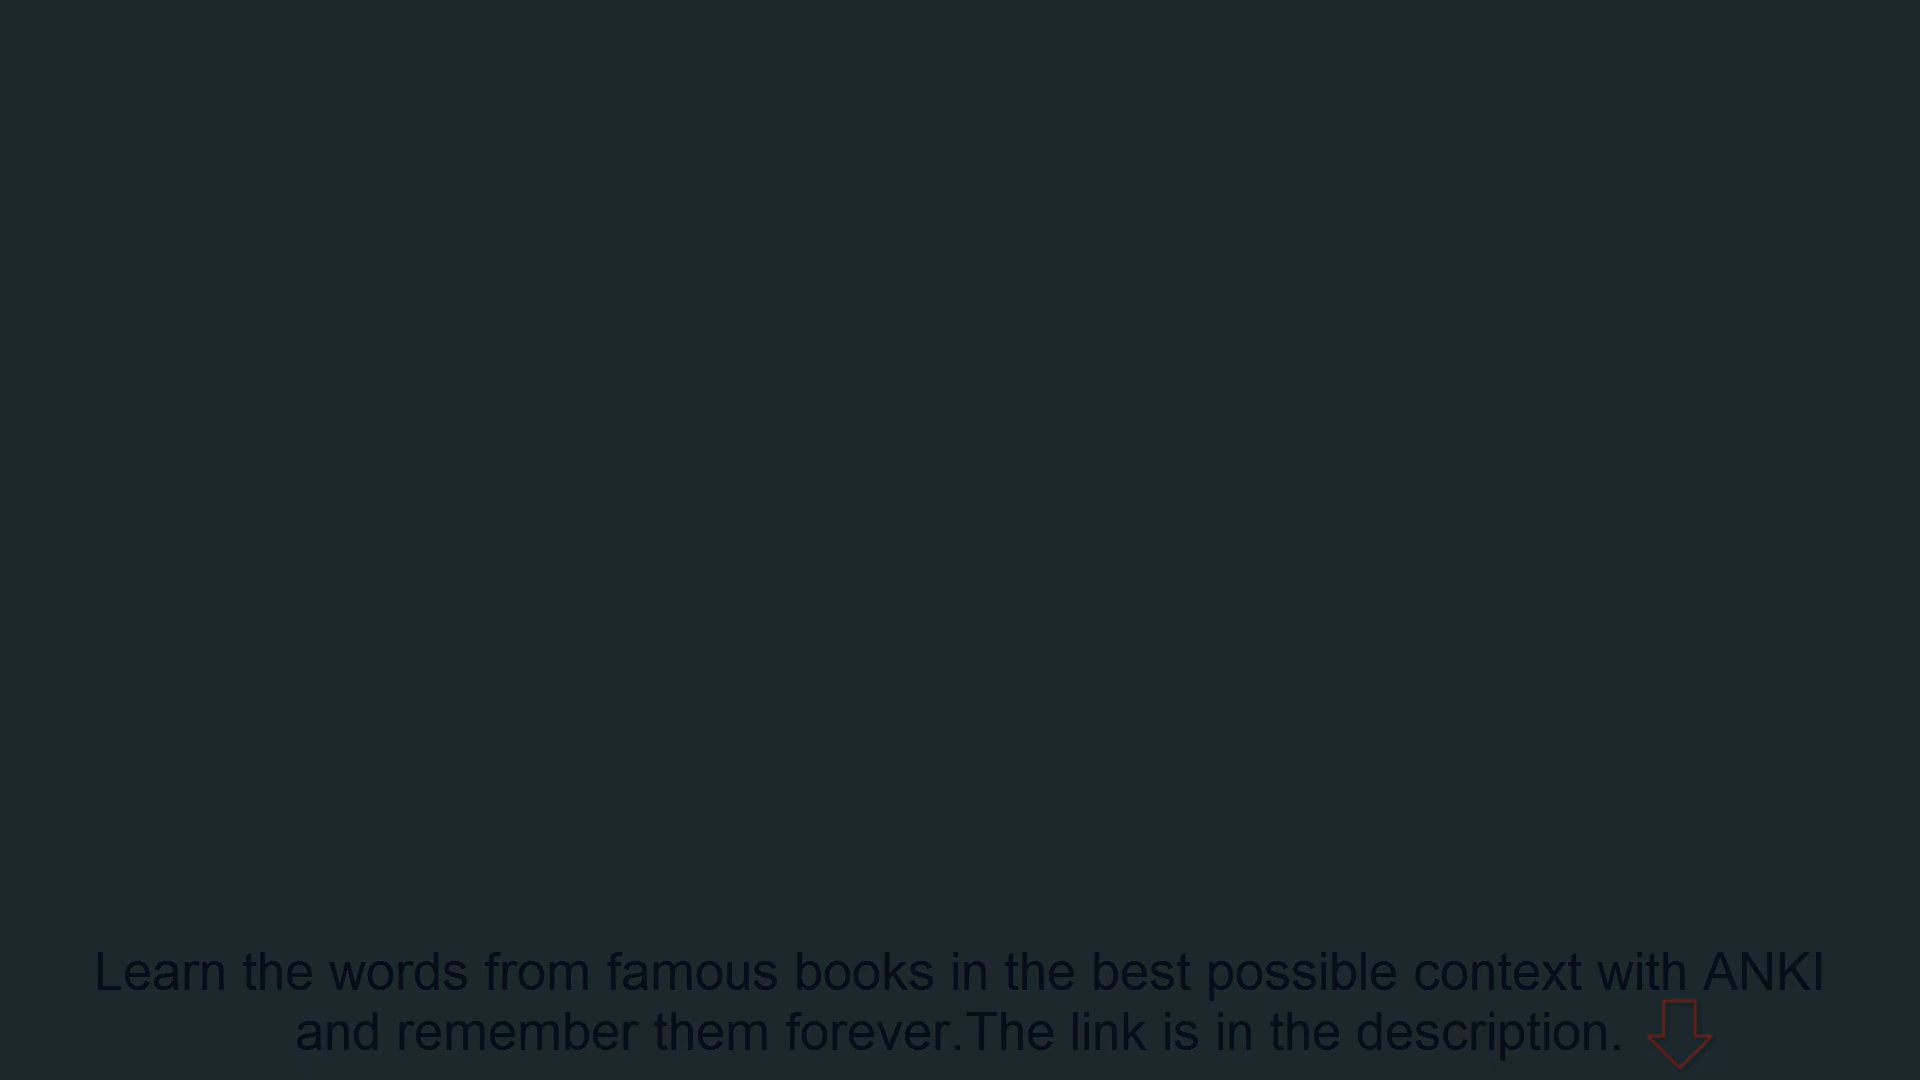 Learn the words from famous books in the best possible context with ANKI
and remember them forever.The link is in the description.